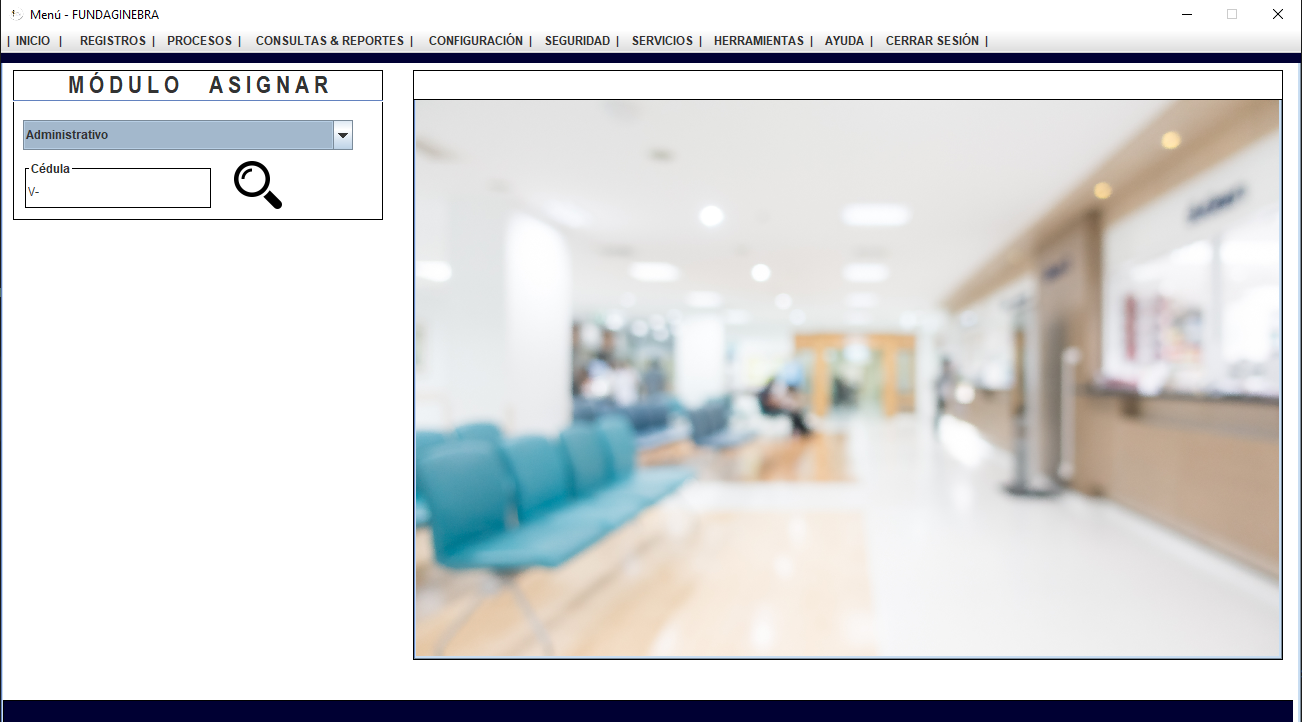 Menú - FUNDAGINEBRA
| INICIO | REGISTROS | PROCESOS | CONSULTAS & REPORTES | CONFIGURACIÓN | SEGURIDAD | SERVICIOS | HERRAMIENTAS | AYUDA | CERRAR SESIÓN |
MÓDULO ASIGNAR
Administrativo
Cédula
V-